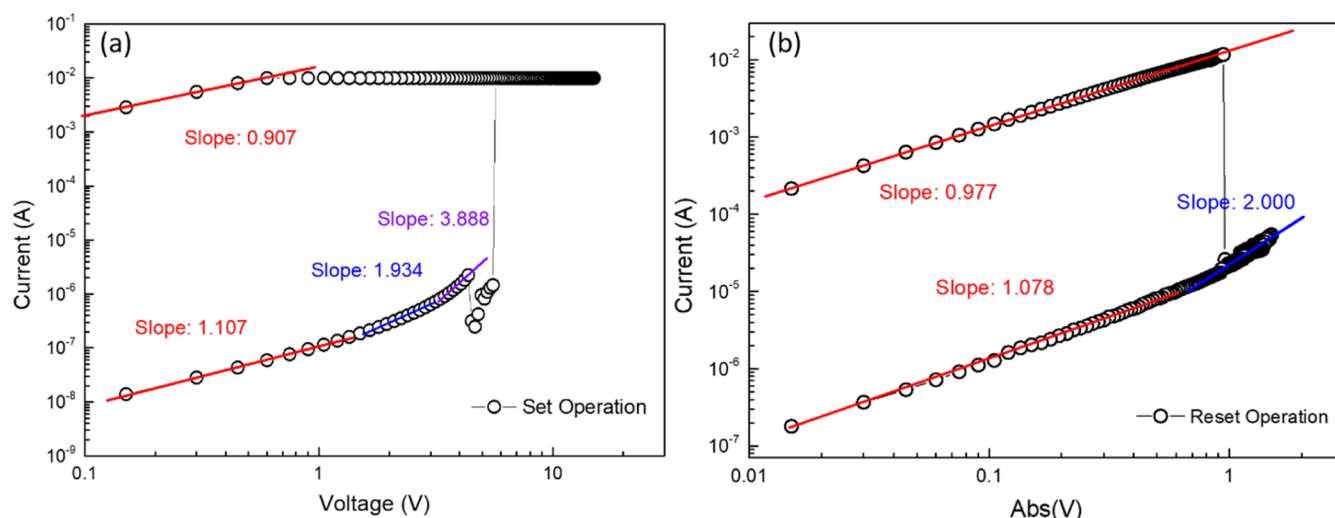 (a)
10⁻¹
10⁻²
10⁻³
10⁻⁴
10⁻⁵
10⁻⁶
10⁻⁷
10⁻⁸
10⁻⁹
Current (A)
Slope: 0.907
Slope: 3.888
Slope: 1.934
Slope: 1.107
Set Operation
0.1
1
10
Voltage (V)
(b)
10⁻²
10⁻³
10⁻⁴
10⁻⁵
10⁻⁶
10⁻⁷
Current (A)
Slope: 0.977
Slope: 2.000
Slope: 1.078
Reset Operation
0.01
0.1
1
Abs(V)